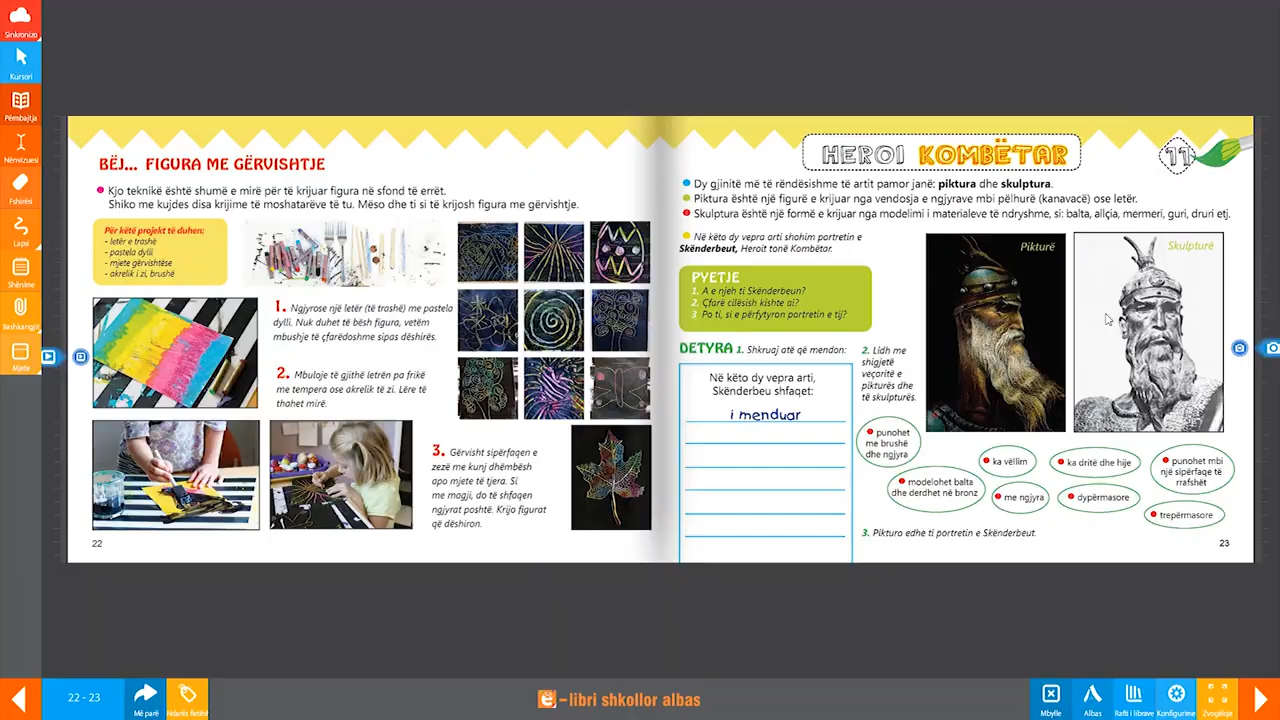 Sinkronizo
Kursori
Përmbajtja
Nënvizuesi
Fshirësi
Lapsi
Shënime
Bashkangjit
Mjete
BËJ... FIGURA ME GËRVISHTJE
Kjo teknikë është shumë e mirë për të krijuar figura në sfond të errët.
Shiko me kujdes disa krijime të moshatarëve të tu. Mëso dhe ti si të krijosh figura me gërvishtje.
Për këtë projekt të duhen:
- letër e trashë
- pastela dylli
- mjete gërvishtëse
- akrelik i zi, brushë
1. Ngjyrose një letër (të trashë) me pastela
dylli. Nuk duhet të bësh figura, vetëm
mbushje të çfarëdoshme sipas dëshirës.
2. Mbuloje të gjithë letrën pa frikë
me tempera ose akrelik të zi. Lëre të
thahet mirë.
3. Gërvisht sipërfaqen e
zezë me kunj dhëmbësh
apo mjete të tjera. Si
me magji, do të shfaqen
ngjyrat poshtë. Krijo figurat
që dëshiron.
22
HEROI KOMBËTAR
11
Dy gjinitë më të rëndësishme të artit pamor janë: piktura dhe skulptura.
Piktura është një figurë e krijuar nga vendosja e ngjyrave mbi pëlhurë (kanavacë) ose letër.
Skulptura është një formë e krijuar nga modelimi i materialeve të ndryshme, si: balta, allçia, mermeri, guri, druri etj.
Në këto dy vepra arti shohim portretin e
Skënderbeut, Heroit tonë Kombëtar.
PYETJE
1. A e njeh ti Skënderbeun?
2. Çfarë cilësish kishte ai?
3 Po ti, si e përfytyron portretin e tij?
Pikturë
Skulpturë
DETYRA 1. Shkruaj atë që mendon:
Në këto dy vepra arti,
Skënderbeu shfaqet:
i menduar
2. Lidh me
shigjetë
veçoritë e
pikturës dhe
të skulpturës.
punohet
me brushë
dhe ngjyra
ka vëllim
ka dritë dhe hije
punohet mbi
një sipërfaqe të
rrafshët
modelohet balta
dhe derdhet në bronz
me ngjyra
dypërmasore
trepërmasore
3. Pikturo edhe ti portretin e Skënderbeut.
23
22 - 23
Më parë
Ndarës fletësh
e-libri shkollor albas
Mbylle
Albas
Rafti i librave
Konfigurime
Zvogëloje